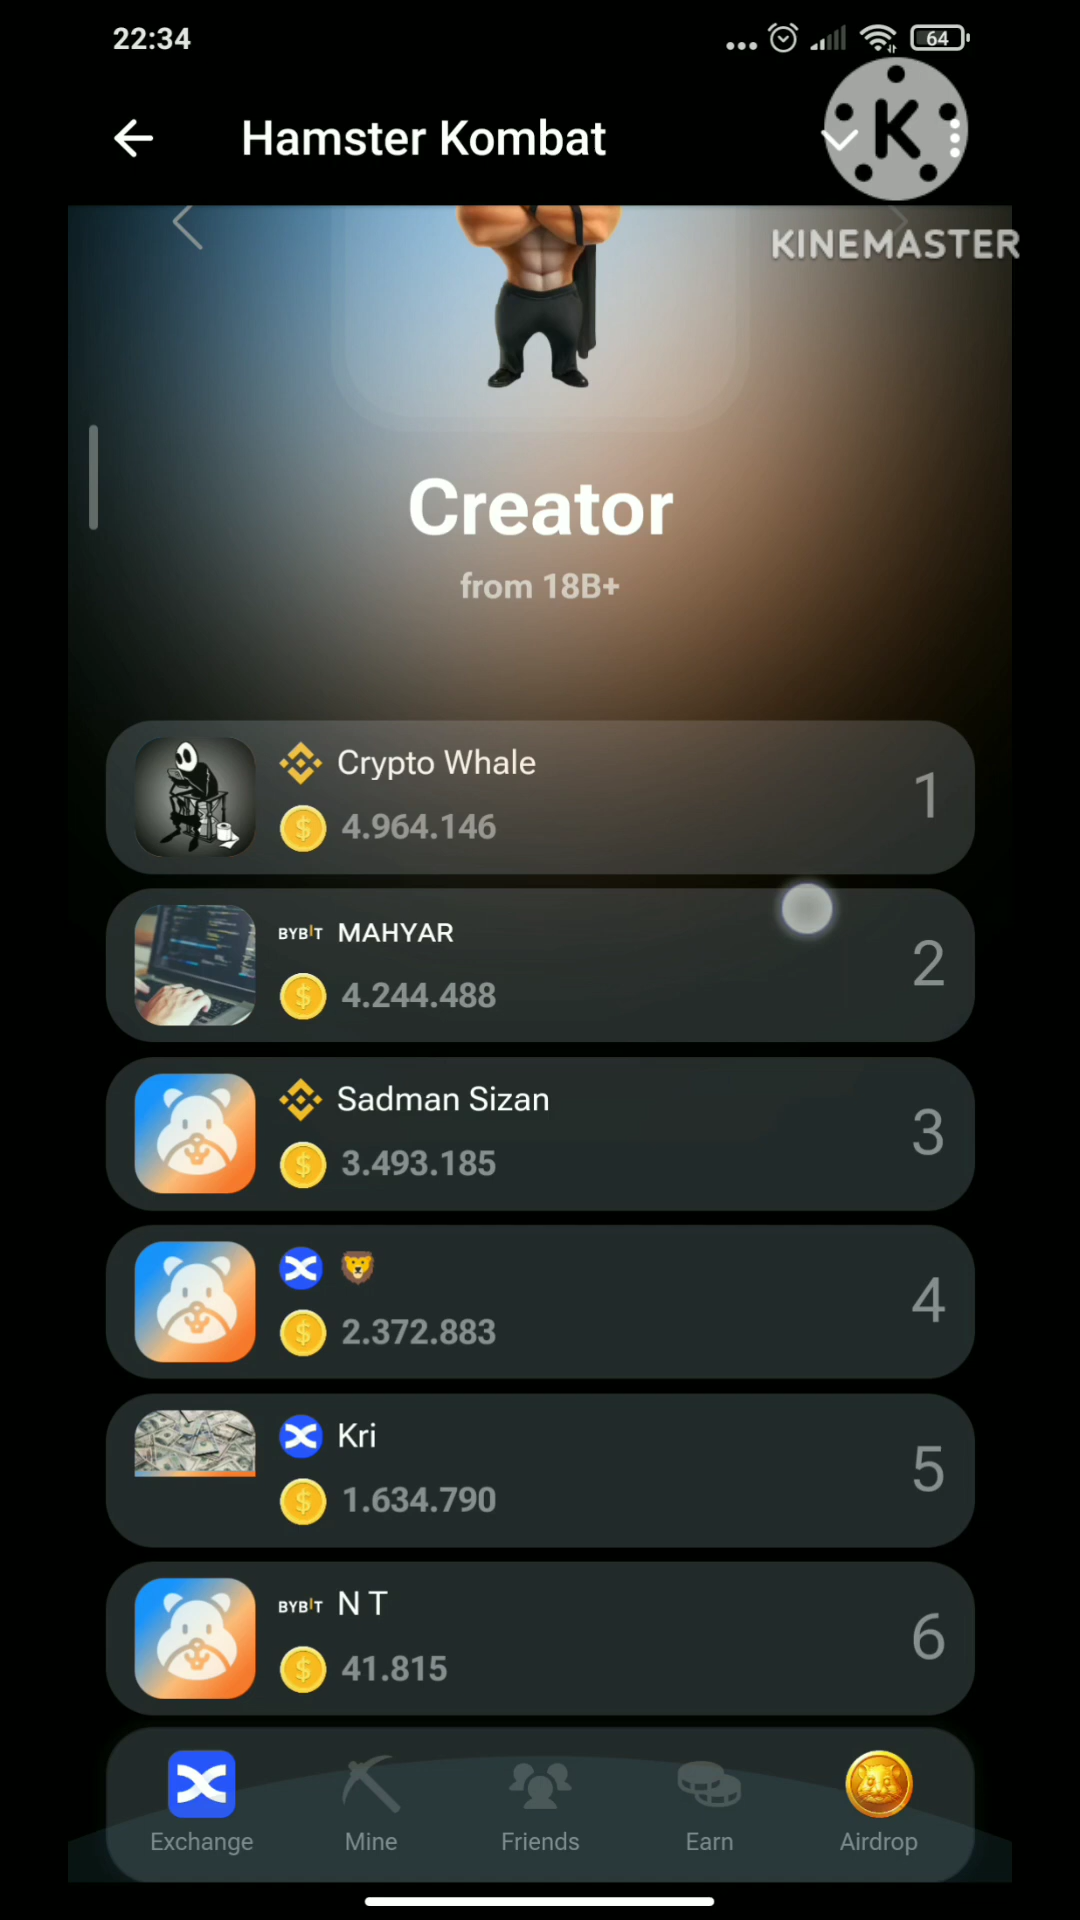 22:34
64
Hamster Kombat
K
KINEMASTER
Creator
from 18B+
Crypto Whale
4.964.146
1
BYBIT MAHYAR
4.244.488
2
Sadman Sizan
3.493.185
3
2.372.883
4
Kri
1.634.790
5
BYBIT N T
41.815
6
Exchange
Mine
Friends
Earn
Airdrop